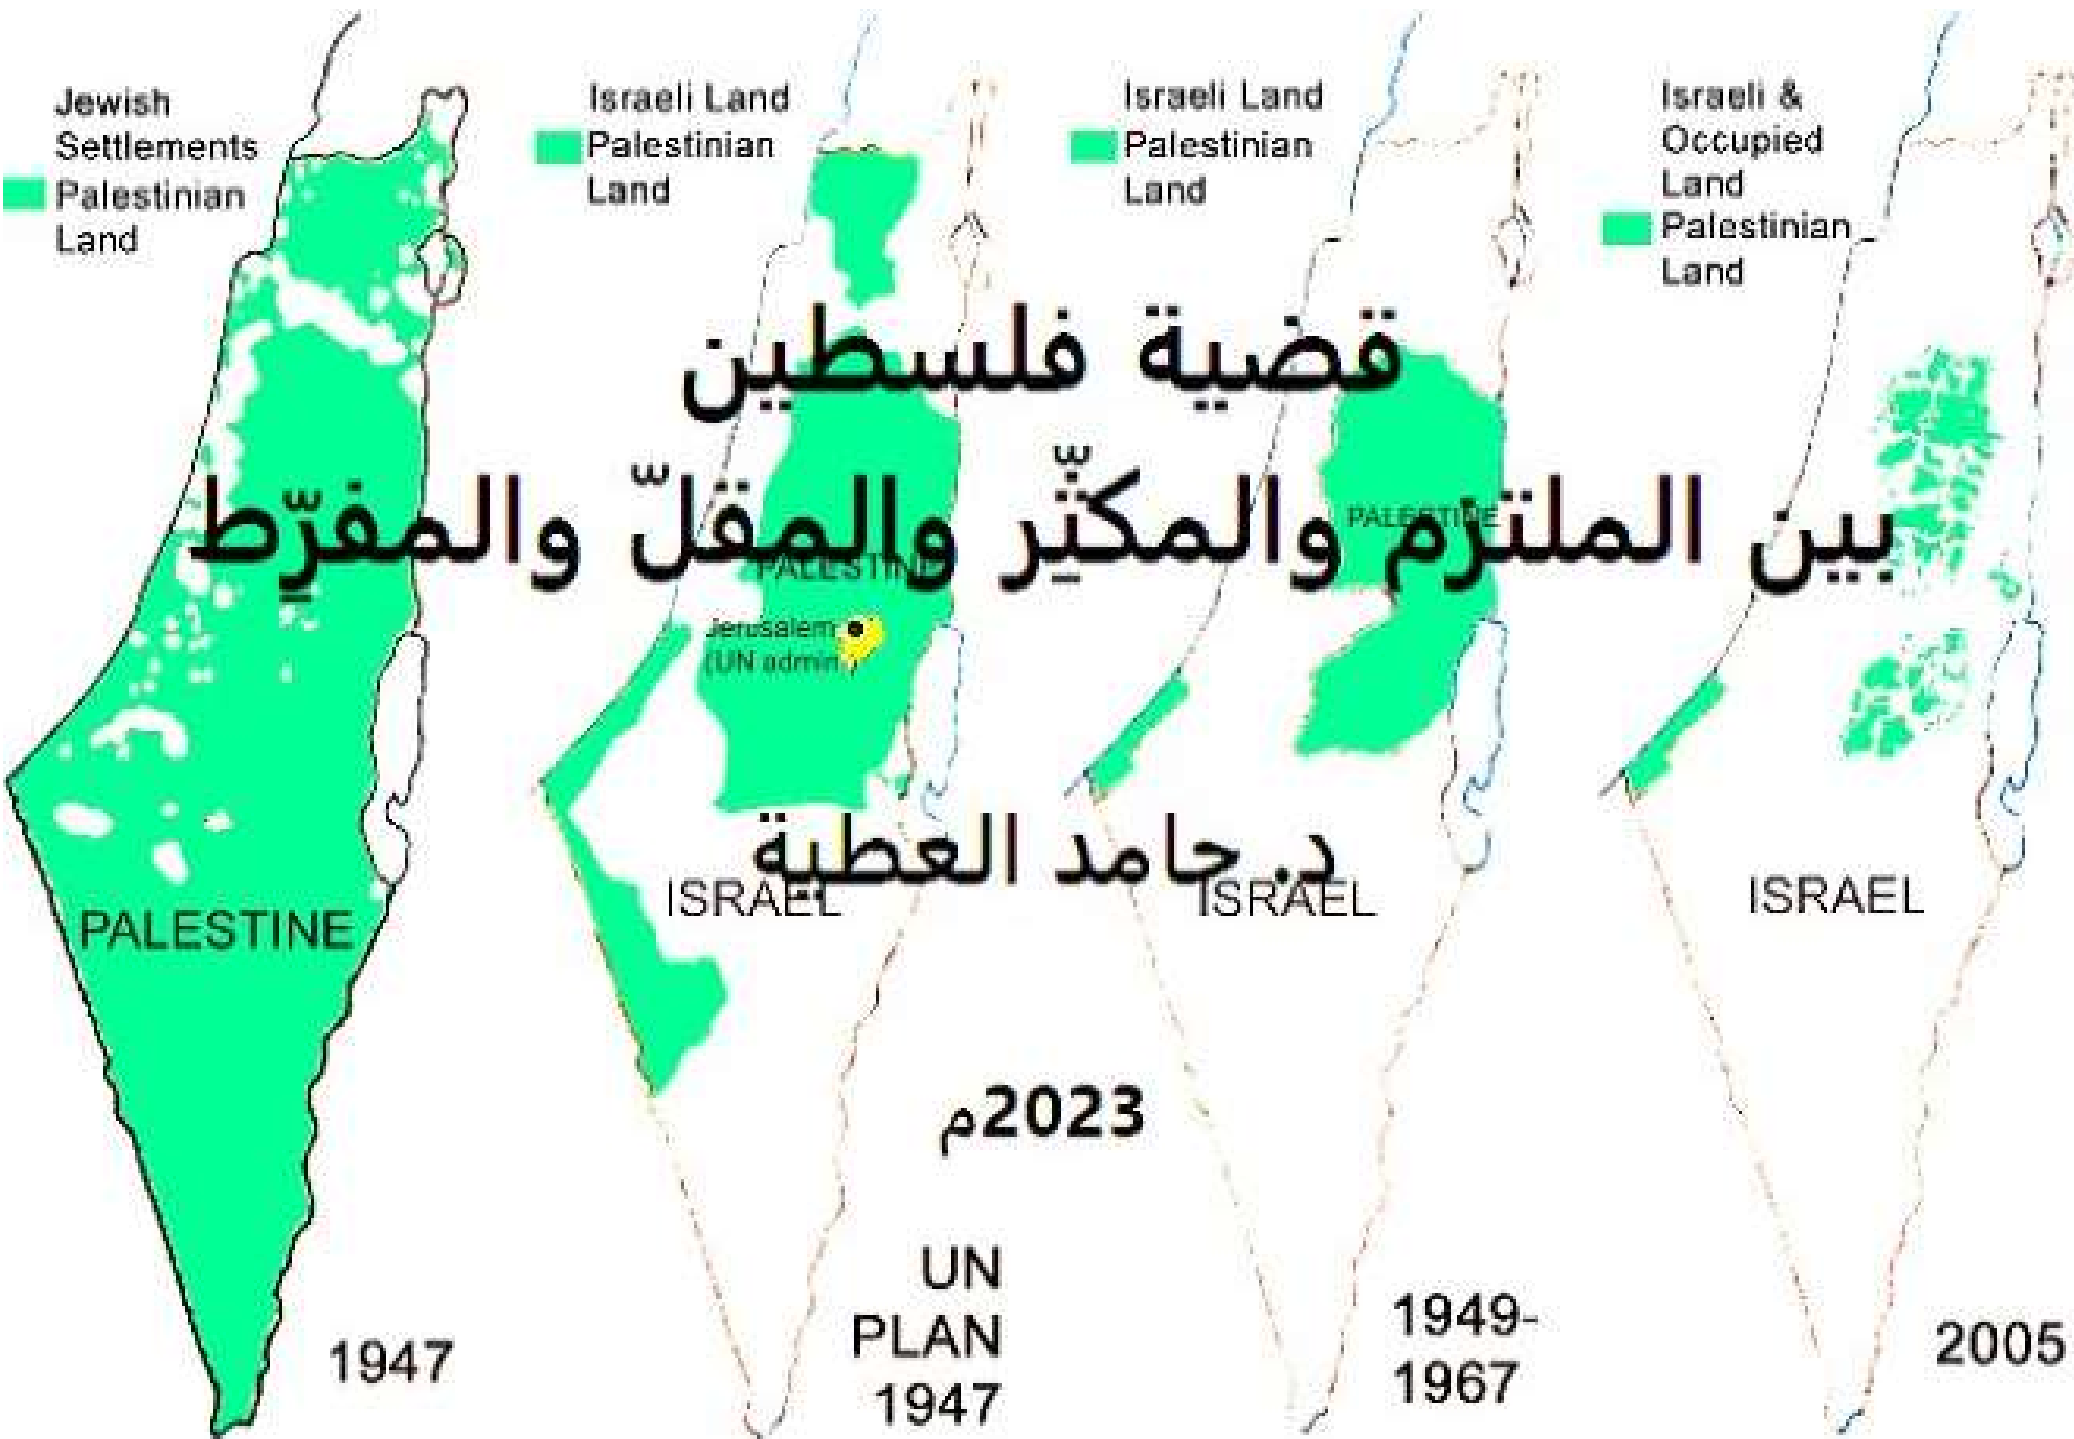 Jewish
Settlements
Palestinian
Land
Israeli Land
Palestinian
Land
Israeli Land
Palestinian
Land
Israeli &
Occupied
Land
Palestinian
Land
قضية فلسطين
بين الملتزم والمكثِّر والمقلّ والمفرّط
PALESTINE
PALESTINE
Jerusalem
(UN admin.)
د. حامد العطية
PALESTINE
ISRAEL
ISRAEL
ISRAEL
2023م
1947
UN
PLAN
1947
1949-
1967
2005